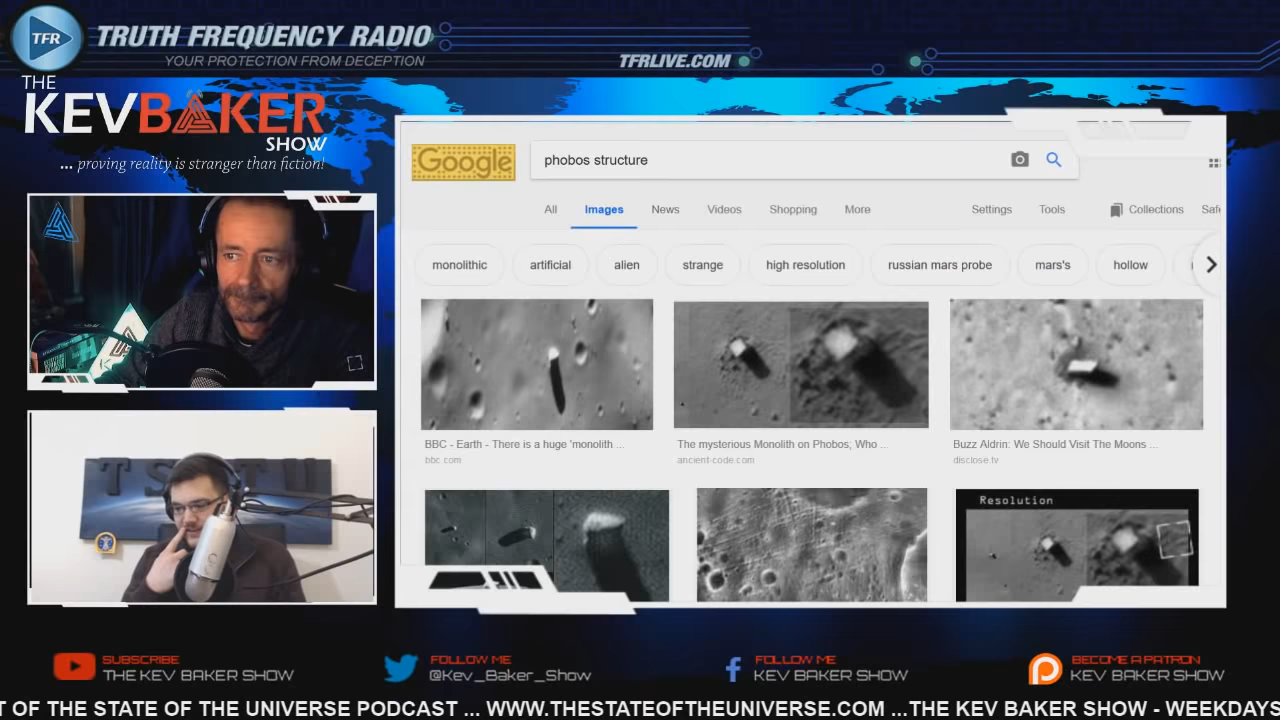 TFR
TRUTH FREQUENCY RADIO
YOUR PROTECTION FROM DECEPTION
TFRLIVE.COM
THE
KEVBAKER
SHOW
... proving reality is stranger than fiction!
Google
phobos structure
All Images News Videos Shopping More Settings Tools Collections Safe
monolithic artificial alien strange high resolution russian mars probe mars's hollow
BBC - Earth - There is a huge 'monolith ...
bbc.com
The mysterious Monolith on Phobos; Who ...
ancient-code.com
Buzz Aldrin: We Should Visit The Moons ...
disclose.tv
Resolution
SUBSCRIBE
THE KEV BAKER SHOW
FOLLOW ME
@Kev_Baker_Show
FOLLOW ME
KEV BAKER SHOW
BECOME A PATRON
KEV BAKER SHOW
T OF THE STATE OF THE UNIVERSE PODCAST ... WWW.THESTATEOFTHEUNIVERSE.COM ...THE KEV BAKER SHOW - WEEKDAYS